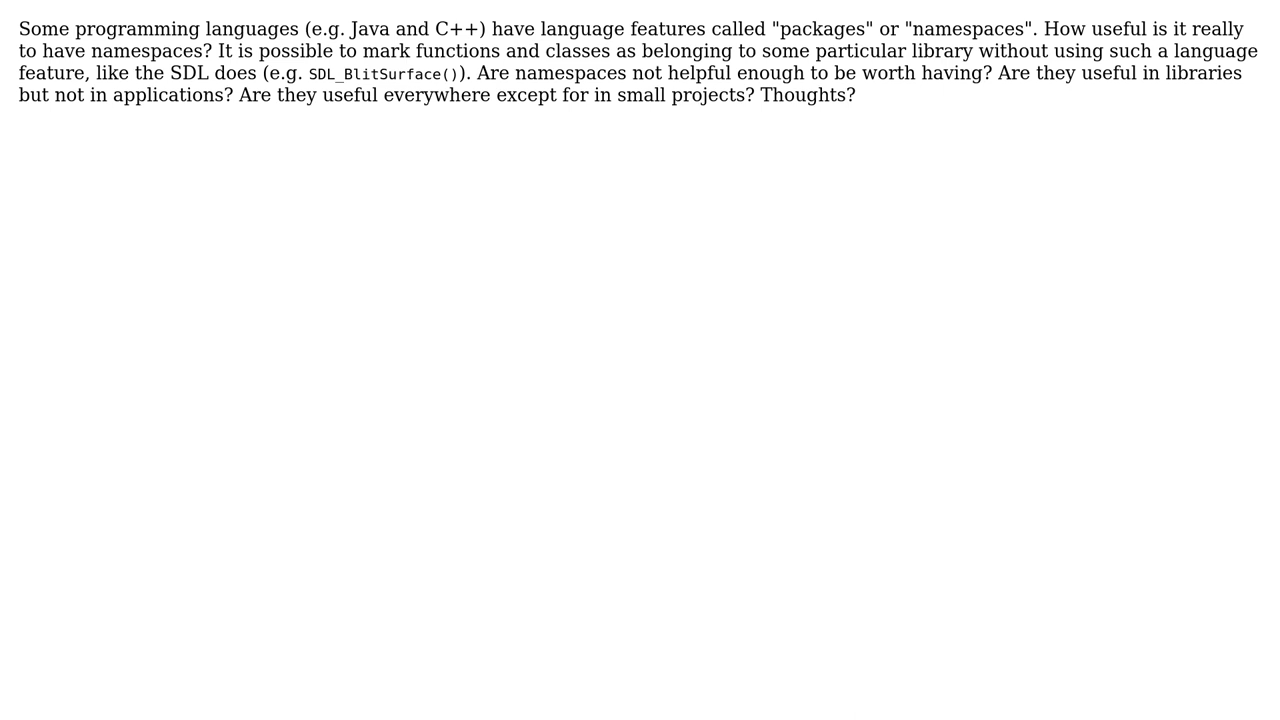 Some programming languages (e.g. Java and C++) have language features called "packages" or "namespaces". How useful is it really
to have namespaces? It is possible to mark functions and classes as belonging to some particular library without using such a language
feature, like the SDL does (e.g. SDL_BlitSurface()). Are namespaces not helpful enough to be worth having? Are they useful in libraries
but not in applications? Are they useful everywhere except for in small projects? Thoughts?